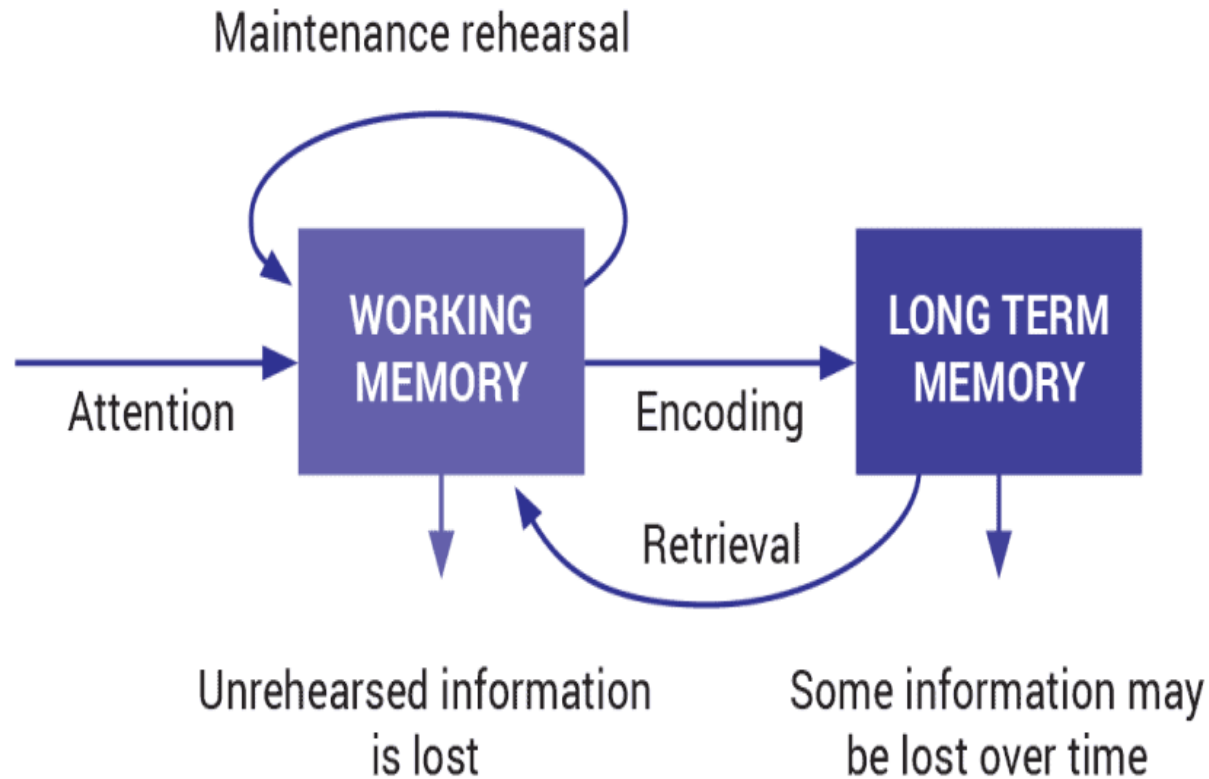 Maintenance rehearsal
WORKING
MEMORY
LONG TERM
MEMORY
Attention
Encoding
Retrieval
Unrehearsed information
is lost
Some information may
be lost over time